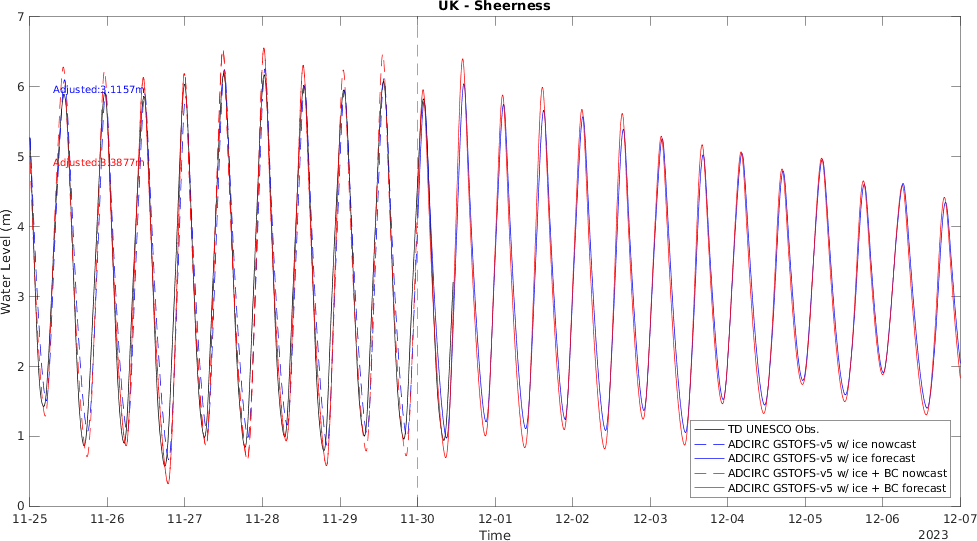 UK - Sheerness
7
6
5
4
3
2
1
0
Water Level (m)
Adjusted:3.1157m
Adjusted:3.3877m
TD UNESCO Obs.
ADCIRC GSTOFS-v5 w/ ice nowcast
ADCIRC GSTOFS-v5 w/ ice forecast
ADCIRC GSTOFS-v5 w/ ice + BC nowcast
ADCIRC GSTOFS-v5 w/ ice + BC forecast
11-25 11-26 11-27 11-28 11-29 11-30 12-01 12-02 12-03 12-04 12-05 12-06 12-07
Time
2023